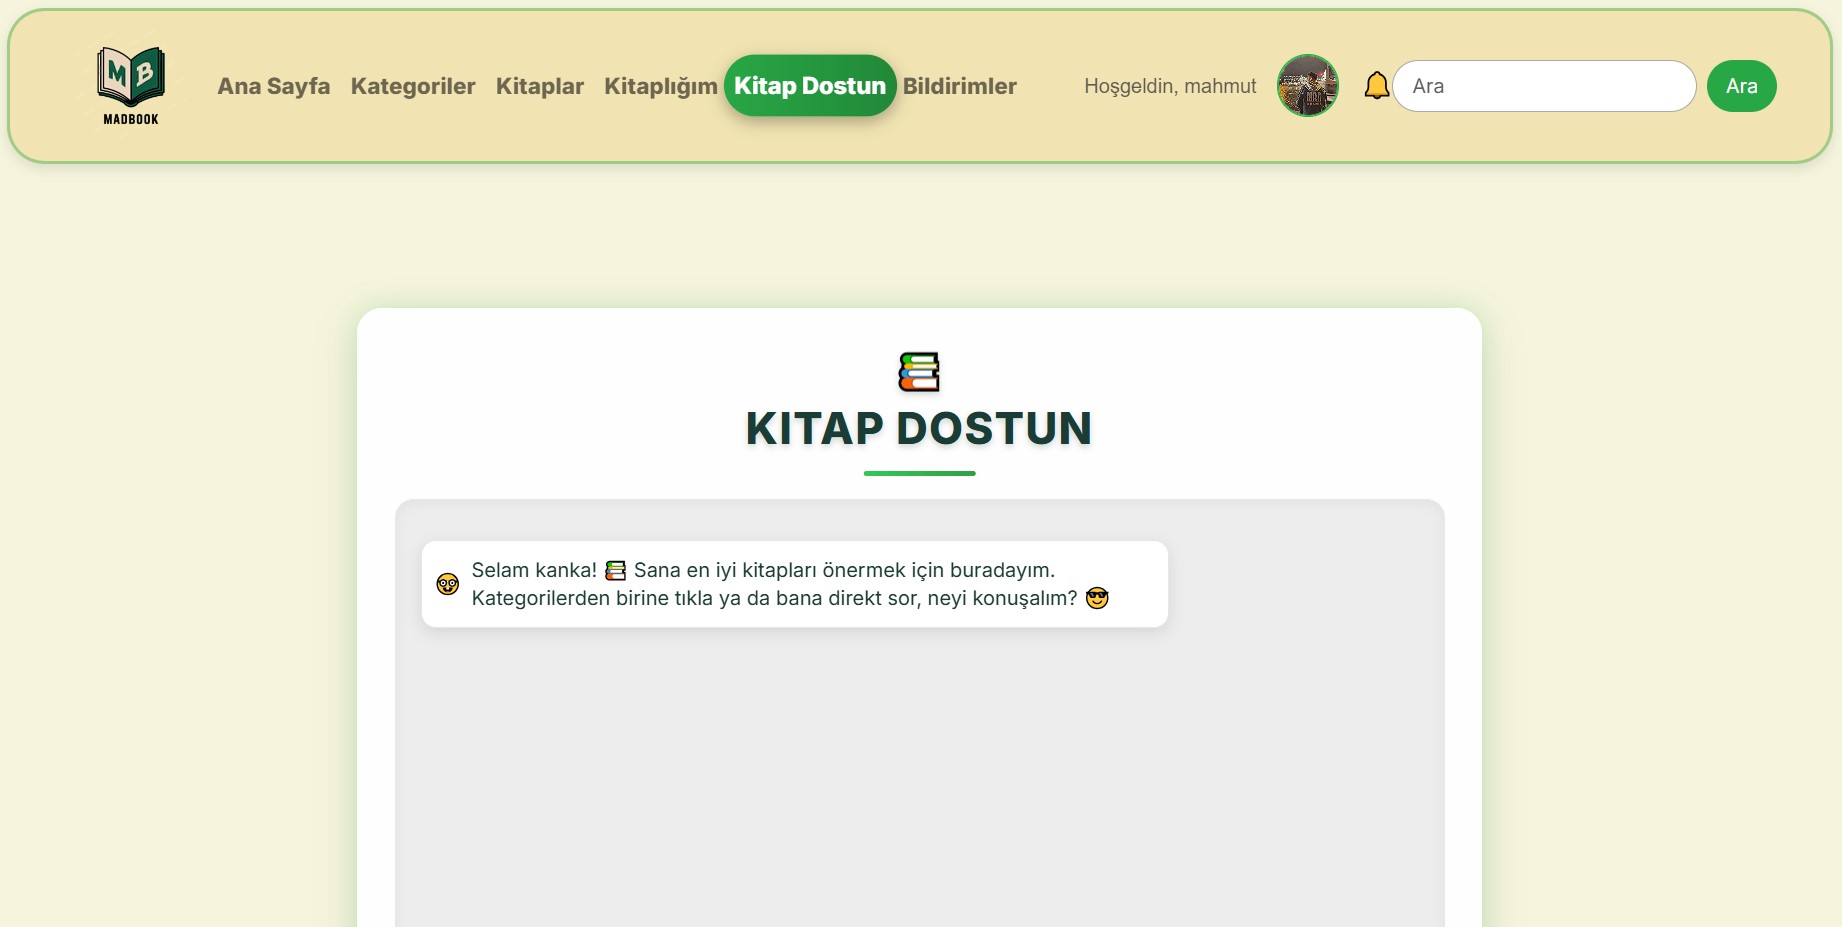 M B
MADBOOK
Ana Sayfa Kategoriler Kitaplar Kitaplığım Kitap Dostun Bildirimler Hoşgeldin, mahmut Ara Ara
KITAP DOSTUN
Selam kanka! 📚 Sana en iyi kitapları önermek için buradayım.
Kategorilerden birine tıkla ya da bana direkt sor, neyi konuşalım? 😎